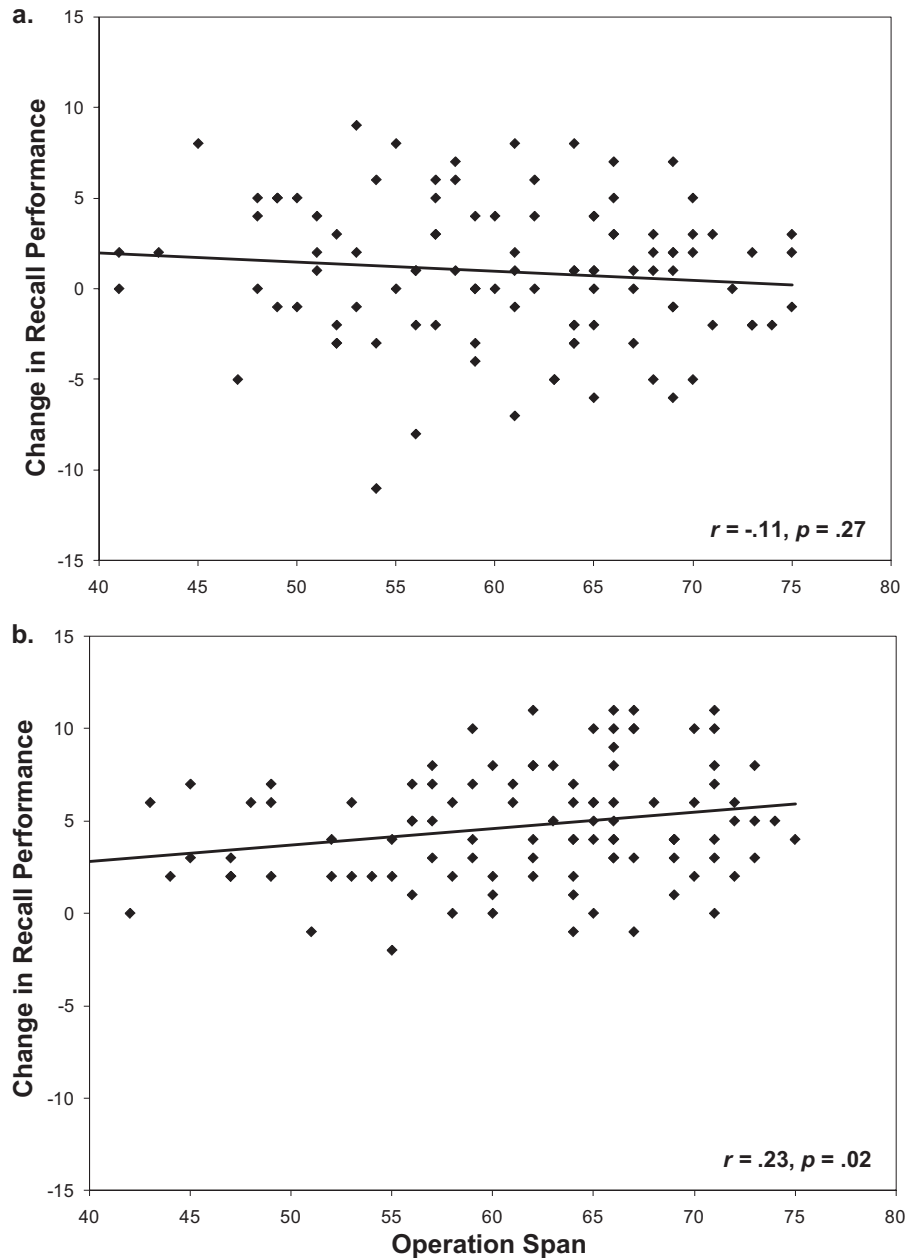 a.
15
10
5
0
-5
-10
-15
Change in Recall Performance
r = -.11, p = .27
40 45 50 55 60 65 70 75 80
b.
15
10
5
0
-5
-10
-15
Change in Recall Performance
r = .23, p = .02
40 45 50 55 60 65 70 75 80
Operation Span